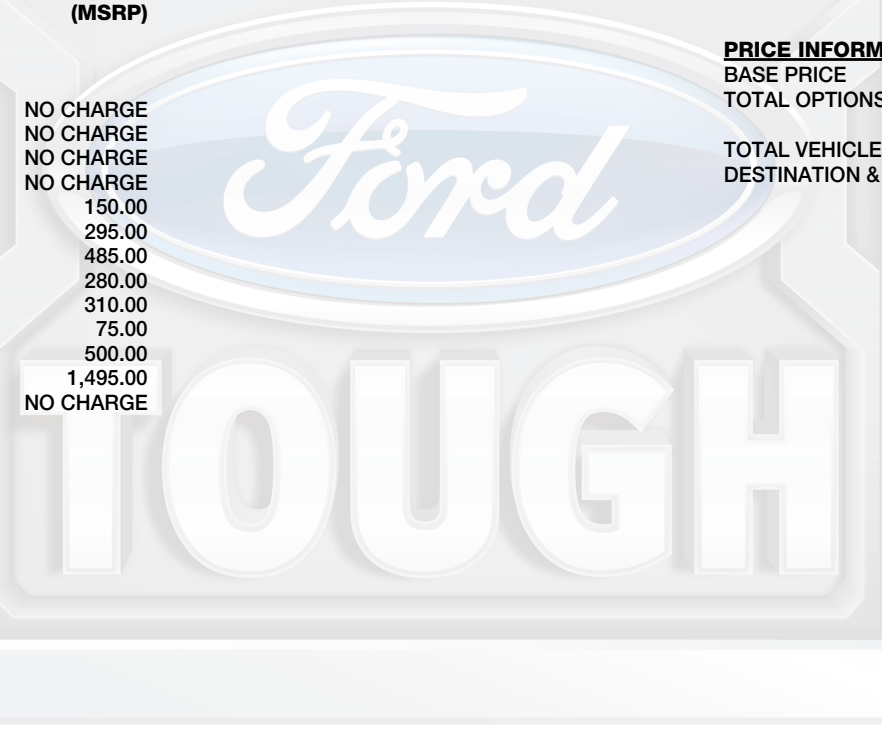 (MSRP)
NO CHARGE
NO CHARGE
NO CHARGE
NO CHARGE
150.00
295.00
485.00
280.00
310.00
75.00
500.00
1,495.00
NO CHARGE
PRICE INFORM
BASE PRICE
TOTAL OPTIONS
TOTAL VEHICLE
DESTINATION &
Ford
TOUGH